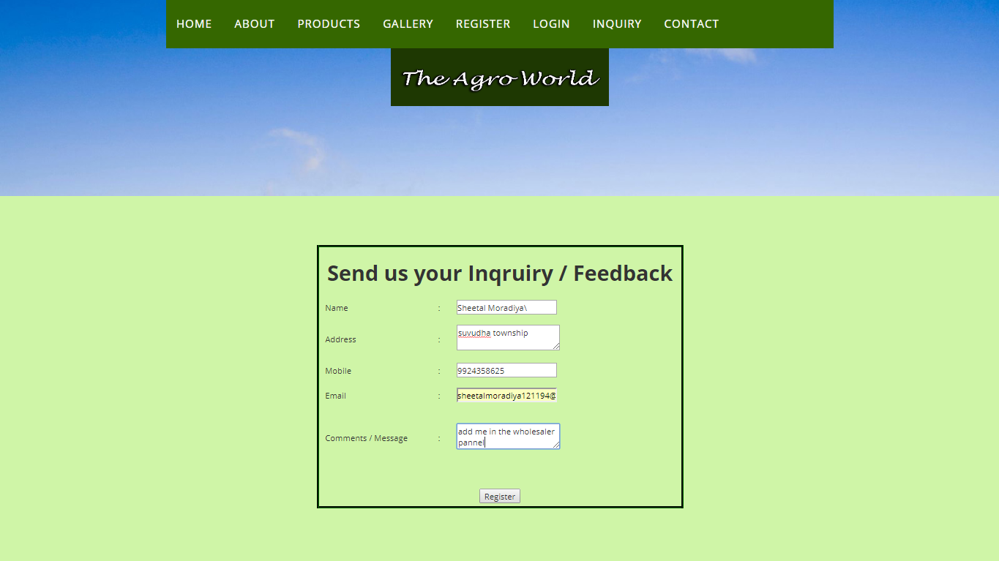 HOME ABOUT PRODUCTS GALLERY REGISTER LOGIN INQUIRY CONTACT
The Agro World
Send us your Inqruiry / Feedback
Name : Sheetal Moradiya\
Address : suvudha township
Mobile : 9924358625
Email : sheetalmoradiya121194@
Comments / Message : add me in the wholesaler
pannel
Register